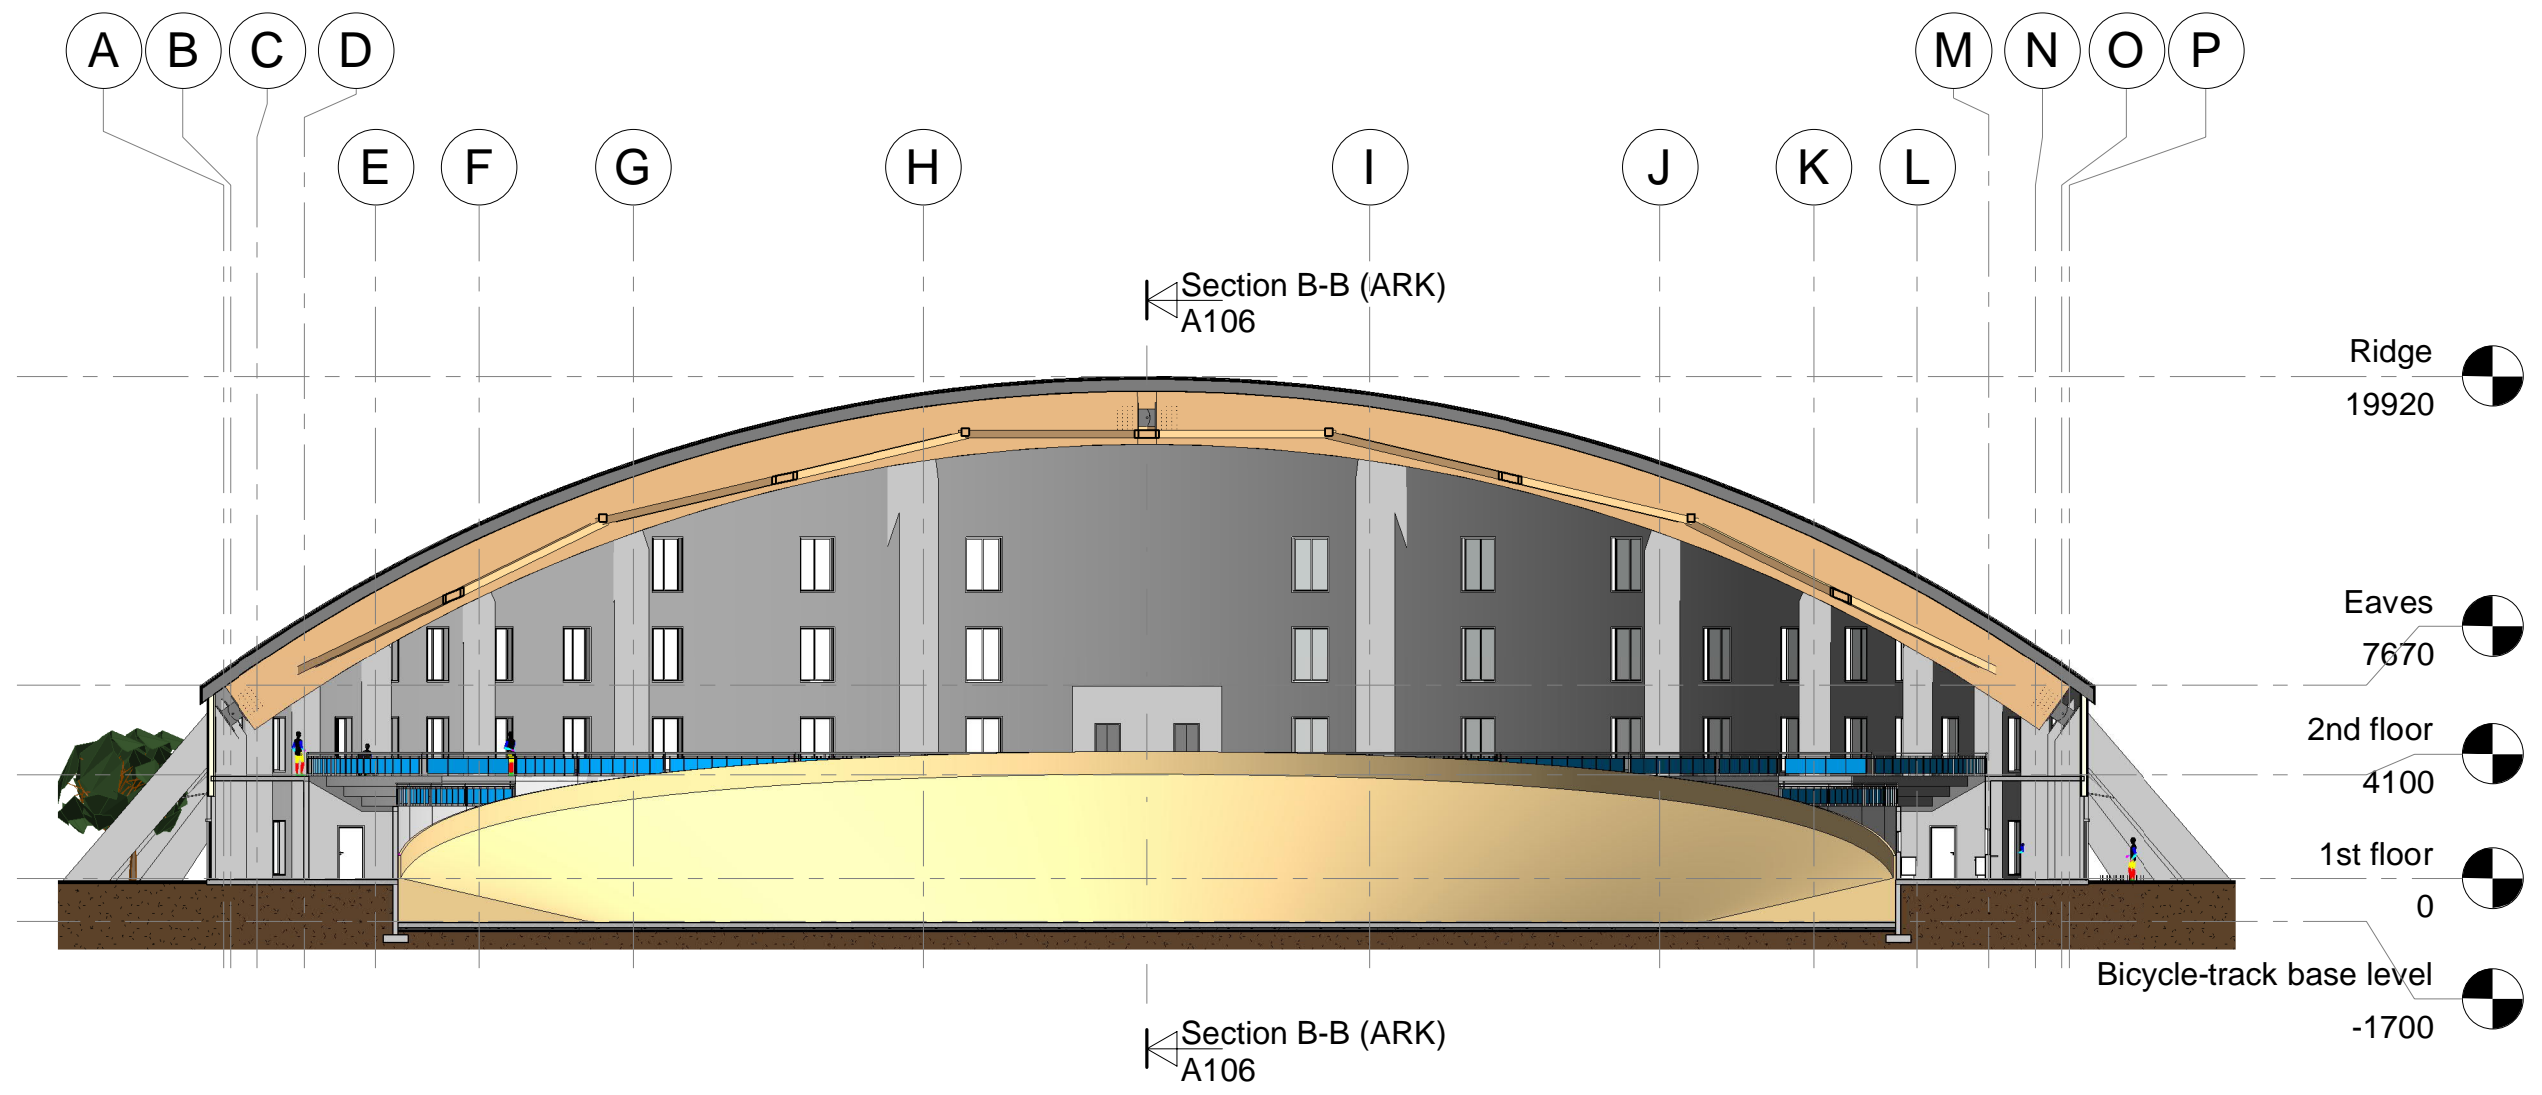 A B C D M N O P
E F G H I J K L
Section B-B (ARK)
A106
Ridge
19920
Eaves
7670
2nd floor
4100
1st floor
0
Bicycle-track base level
-1700
Section B-B (ARK)
A106